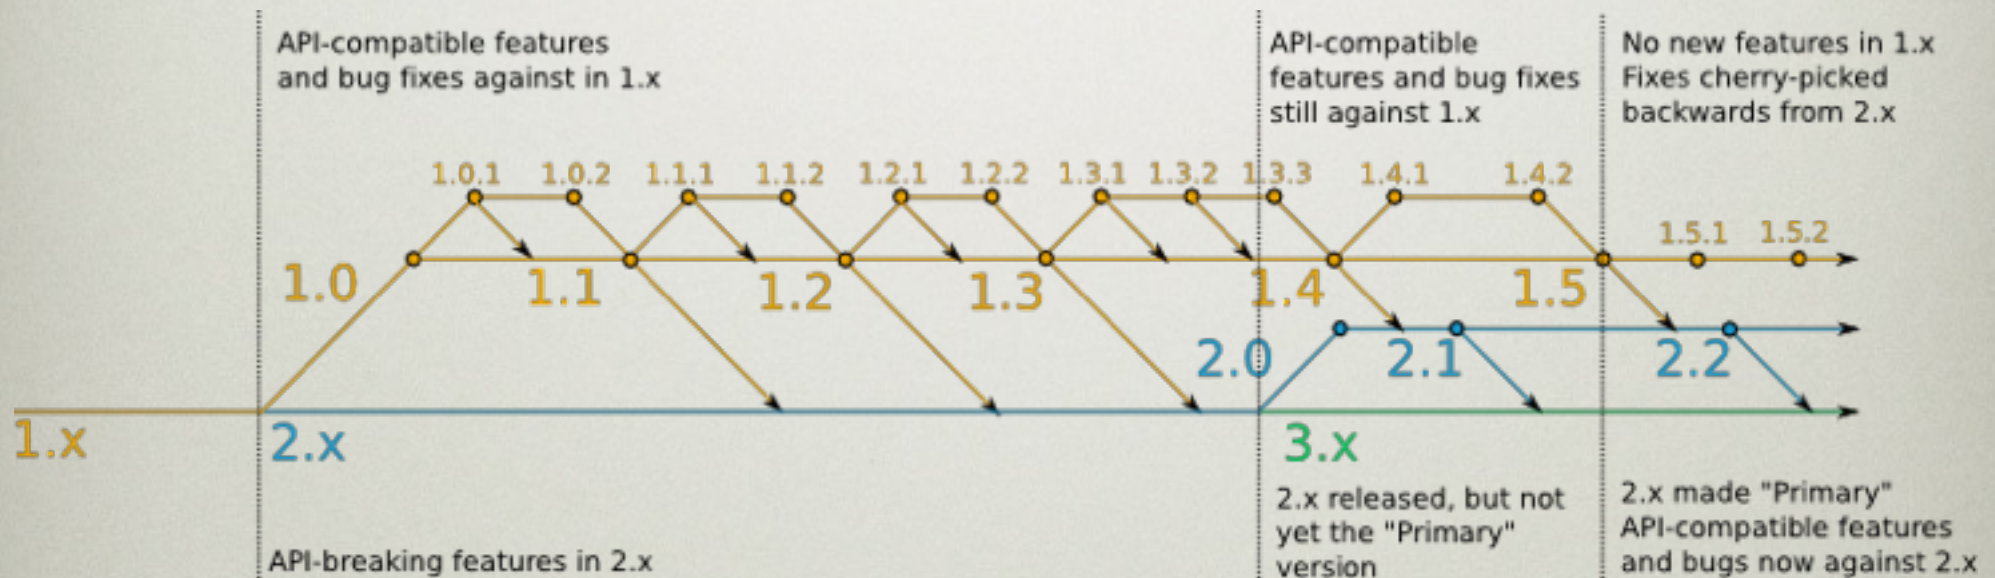 API-compatible features
and bug fixes against in 1.x
API-compatible
features and bug fixes
still against 1.x
No new features in 1.x
Fixes cherry-picked
backwards from 2.x
1.0.1
1.0.2
1.1.1
1.1.2
1.2.1
1.2.2
1.3.1
1.3.2
1.3.3
1.4.1
1.4.2
1.5.1
1.5.2
1.0
1.1
1.2
1.3
1.4
1.5
2.0
2.1
2.2
1.x
2.x
3.x
2.x released, but not
yet the "Primary"
version
2.x made "Primary"
API-compatible features
and bugs now against 2.x
API-breaking features in 2.x